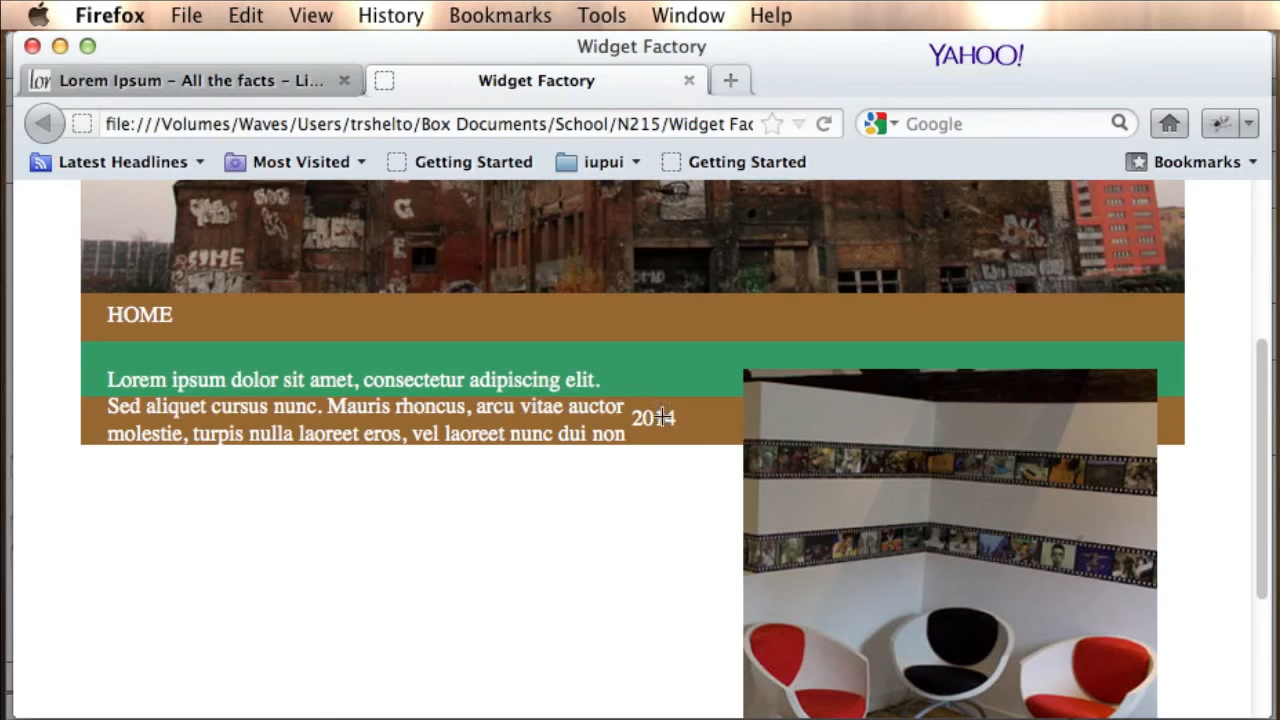 Firefox File Edit View History Bookmarks Tools Window Help
Widget Factory
YAHOO!
lor Lorem Ipsum – All the facts – Li...
Widget Factory
file:///Volumes/Waves/Users/trshelto/Box Documents/School/N215/Widget Fac
Google
Latest Headlines Most Visited Getting Started iupui Getting Started Bookmarks
HOME
Lorem ipsum dolor sit amet, consectetur adipiscing elit.
Sed aliquet cursus nunc. Mauris rhoncus, arcu vitae auctor
2014
molestie, turpis nulla laoreet eros, vel laoreet nunc dui non